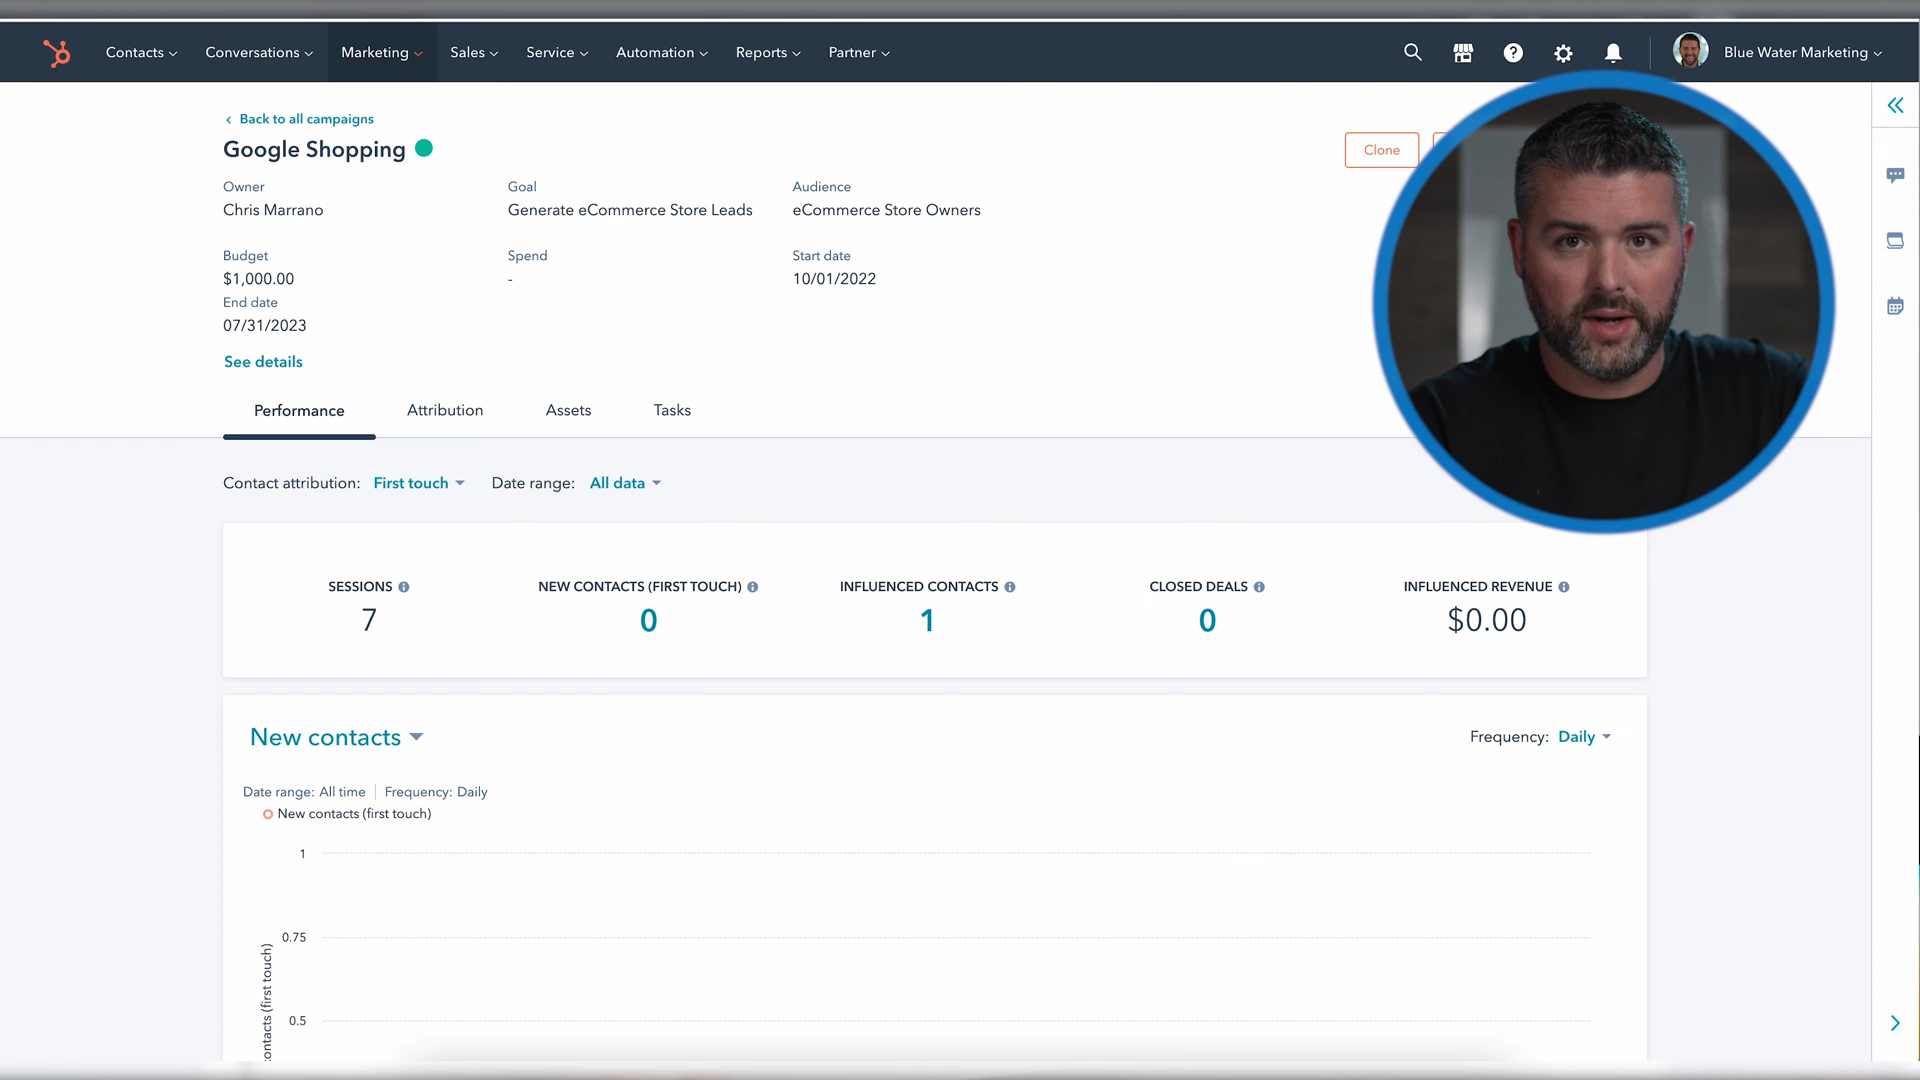 Contacts Conversations Marketing Sales Service Automation Reports Partner Blue Water Marketing
Back to all campaigns
Google Shopping
Clone
Owner Goal Audience
Chris Marrano Generate eCommerce Store Leads eCommerce Store Owners
Budget Spend Start date
$1,000.00 - 10/01/2022
End date
07/31/2023
See details
Performance Attribution Assets Tasks
Contact attribution: First touch Date range: All data
SESSIONS NEW CONTACTS (FIRST TOUCH) INFLUENCED CONTACTS CLOSED DEALS INFLUENCED REVENUE
7 0 1 0 $0.00
New contacts Frequency: Daily
Date range: All time Frequency: Daily
New contacts (first touch)
1
0.75
0.5
contacts (first touch)